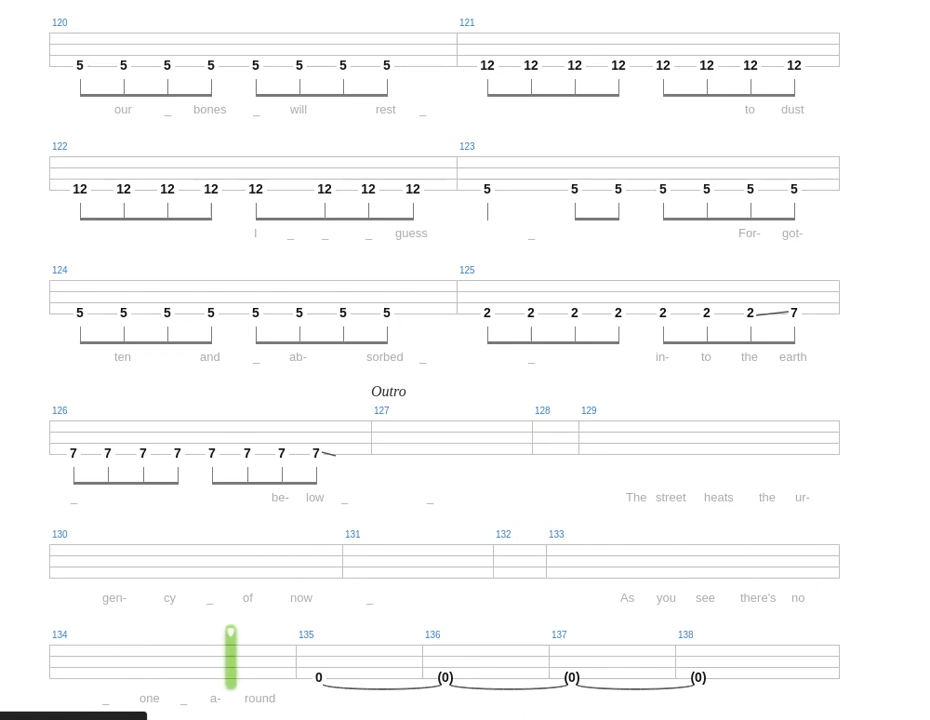 120 121
5 5 5 5 5 5 5 5 12 12 12 12 12 12 12 12
our _ bones _ will rest _ to dust
122 123
12 12 12 12 12 12 12 12 5 5 5 5 5 5 5
I _ _ _ guess _ For- got-
124 125
5 5 5 5 5 5 5 5 2 2 2 2 2 2 2 7
ten and _ ab- sorbed _ _ in- to the earth
Outro
126 127 128 129
7 7 7 7 7 7 7 7
_ be- low _ _ The street heats the ur-
130 131 132 133
gen- cy _ of now _ As you see there's no
134 135 136 137 138
0 (0) (0) (0)
_ one _ a- round